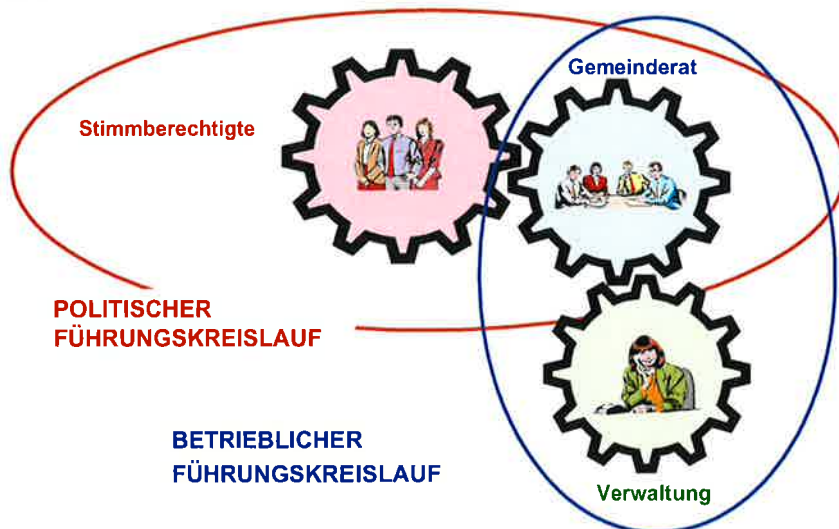 Gemeinderat
Stimmberechtigte
POLITISCHER
FÜHRUNGSKREISLAUF
BETRIEBLICHER
FÜHRUNGSKREISLAUF
Verwaltung